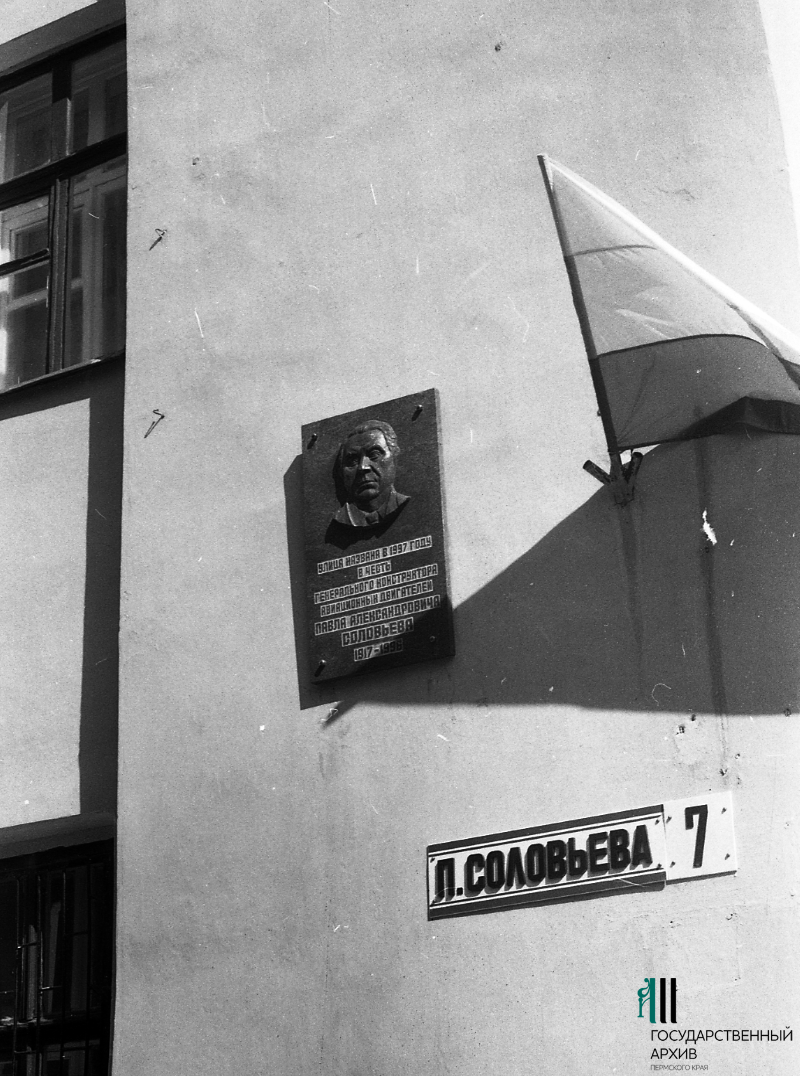 УЛИЦА НАЗВАНА В 1997 ГОДУ
В ЧЕСТЬ
ГЕНЕРАЛЬНОГО КОНСТРУКТОРА
АВИАЦИОННЫХ ДВИГАТЕЛЕЙ
ПАВЛА АЛЕКСАНДРОВИЧА
СОЛОВЬЕВА
1917-1996
П.СОЛОВЬЕВА 7
ГОСУДАРСТВЕННЫЙ
АРХИВ
ПЕРМСКОГО КРАЯ